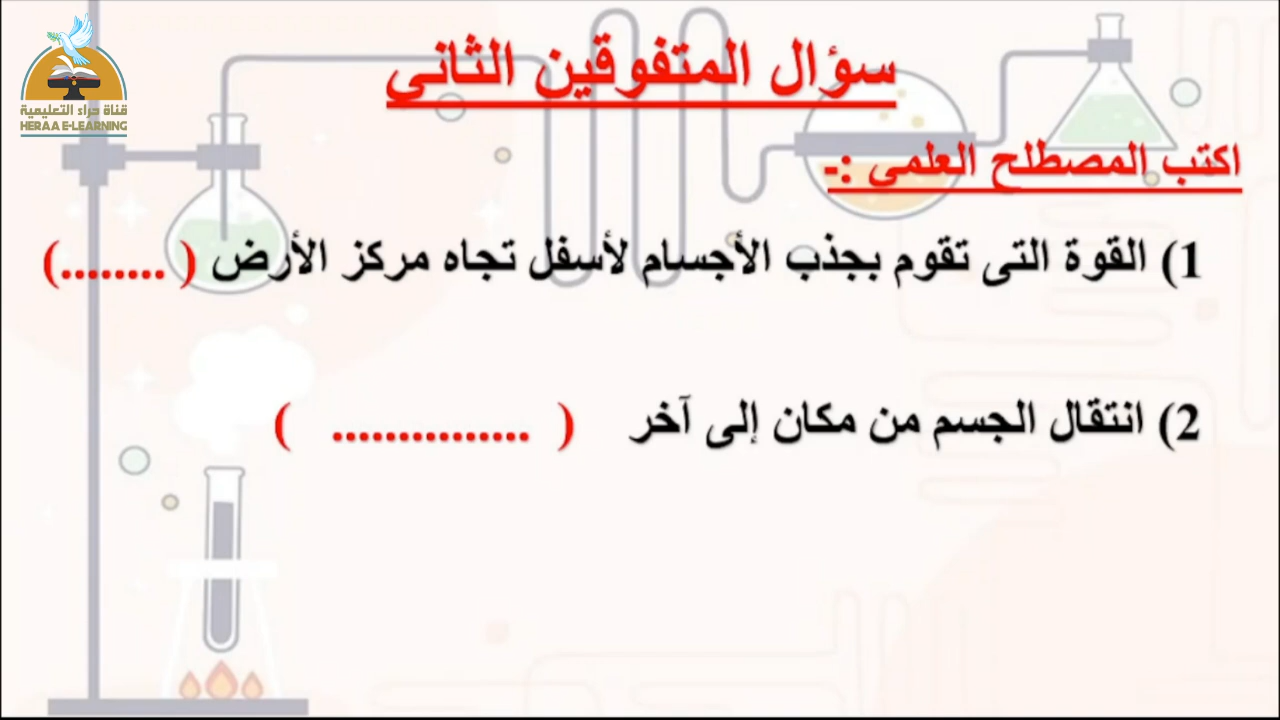 قناة حراء التعليمية
HERAA E-LEARNING
سؤال المتفوقين الثانى
اكتب المصطلح العلمى :-
1) القوة التى تقوم بجذب الأجسام لأسفل تجاه مركز الأرض ( ........)
2) انتقال الجسم من مكان إلى آخر ( ............... )